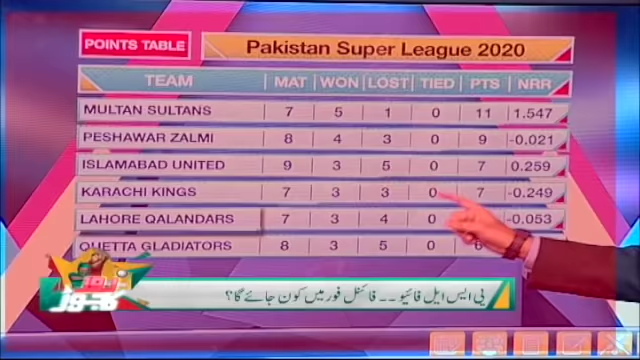 POINTS TABLE
Pakistan Super League 2020
TEAM MAT WON LOST TIED PTS NRR
MULTAN SULTANS 7 5 1 0 11 1.547
PESHAWAR ZALMI 8 4 3 0 9 -0.021
ISLAMABAD UNITED 9 3 5 0 7 0.259
KARACHI KINGS 7 3 3 0 7 -0.249
LAHORE QALANDARS 7 3 4 0 -0.053
QUETTA GLADIATORS 8 3 5 0 6
پی ایس ایل فائیو ۔۔ فائنل فور میں کون جائے گا؟